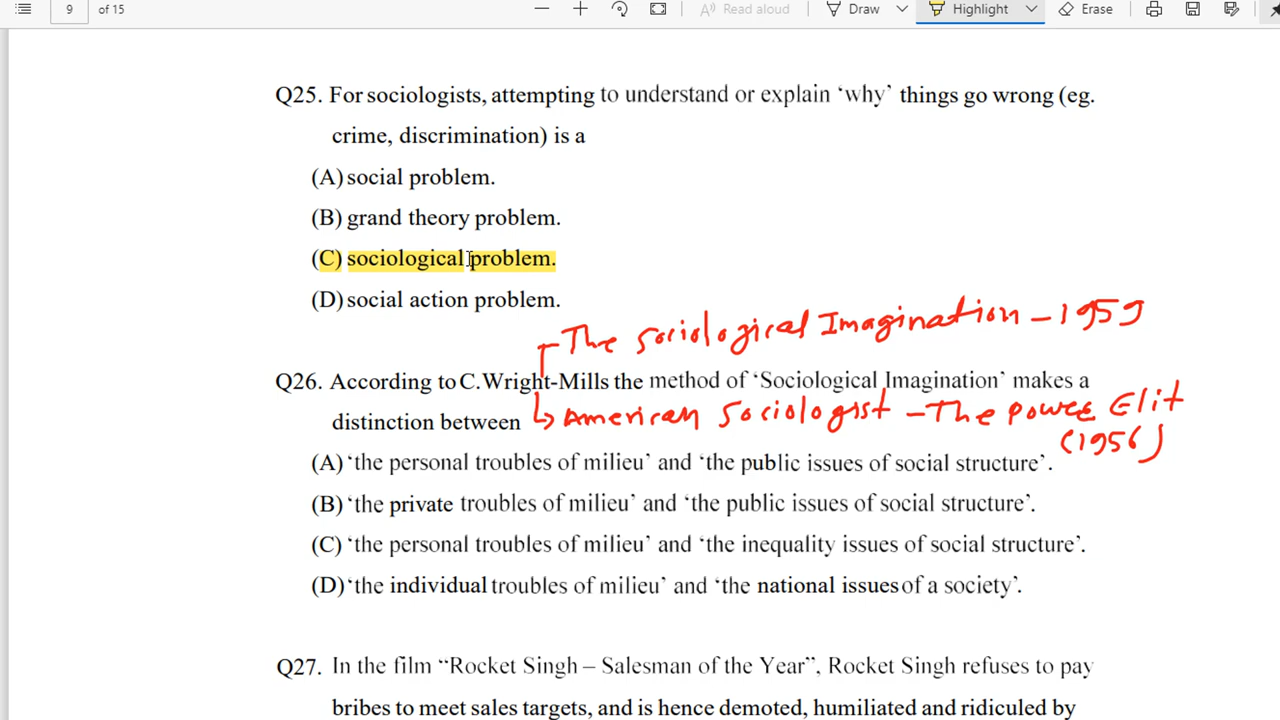 9 of 15 Read aloud Draw Highlight Erase
Q25. For sociologists, attempting to understand or explain ‘why’ things go wrong (eg.
crime, discrimination) is a
(A) social problem.
(B) grand theory problem.
(C) sociological problem.
(D) social action problem.
The Sociological Imagination – 1959
Q26. According to C.Wright-Mills the method of ‘Sociological Imagination’ makes a
distinction between
American Sociologist – The power Elit
(1956)
(A) ‘the personal troubles of milieu’ and ‘the public issues of social structure’.
(B) ‘the private troubles of milieu’ and ‘the public issues of social structure’.
(C) ‘the personal troubles of milieu’ and ‘the inequality issues of social structure’.
(D) ‘the individual troubles of milieu’ and ‘the national issues of a society’.
Q27. In the film “Rocket Singh – Salesman of the Year”, Rocket Singh refuses to pay
bribes to meet sales targets, and is hence demoted, humiliated and ridiculed by